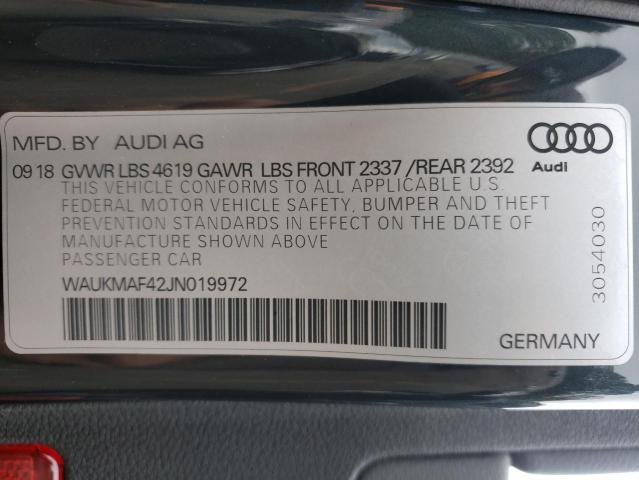 MFD. BY AUDI AG
Audi
09 18 GVWR LBS 4619 GAWR LBS FRONT 2337 /REAR 2392
THIS VEHICLE CONFORMS TO ALL APPLICABLE U.S.
FEDERAL MOTOR VEHICLE SAFETY, BUMPER AND THEFT
PREVENTION STANDARDS IN EFFECT ON THE DATE OF
MANUFACTURE SHOWN ABOVE
PASSENGER CAR
WAUKMAF42JN019972
3054030
GERMANY